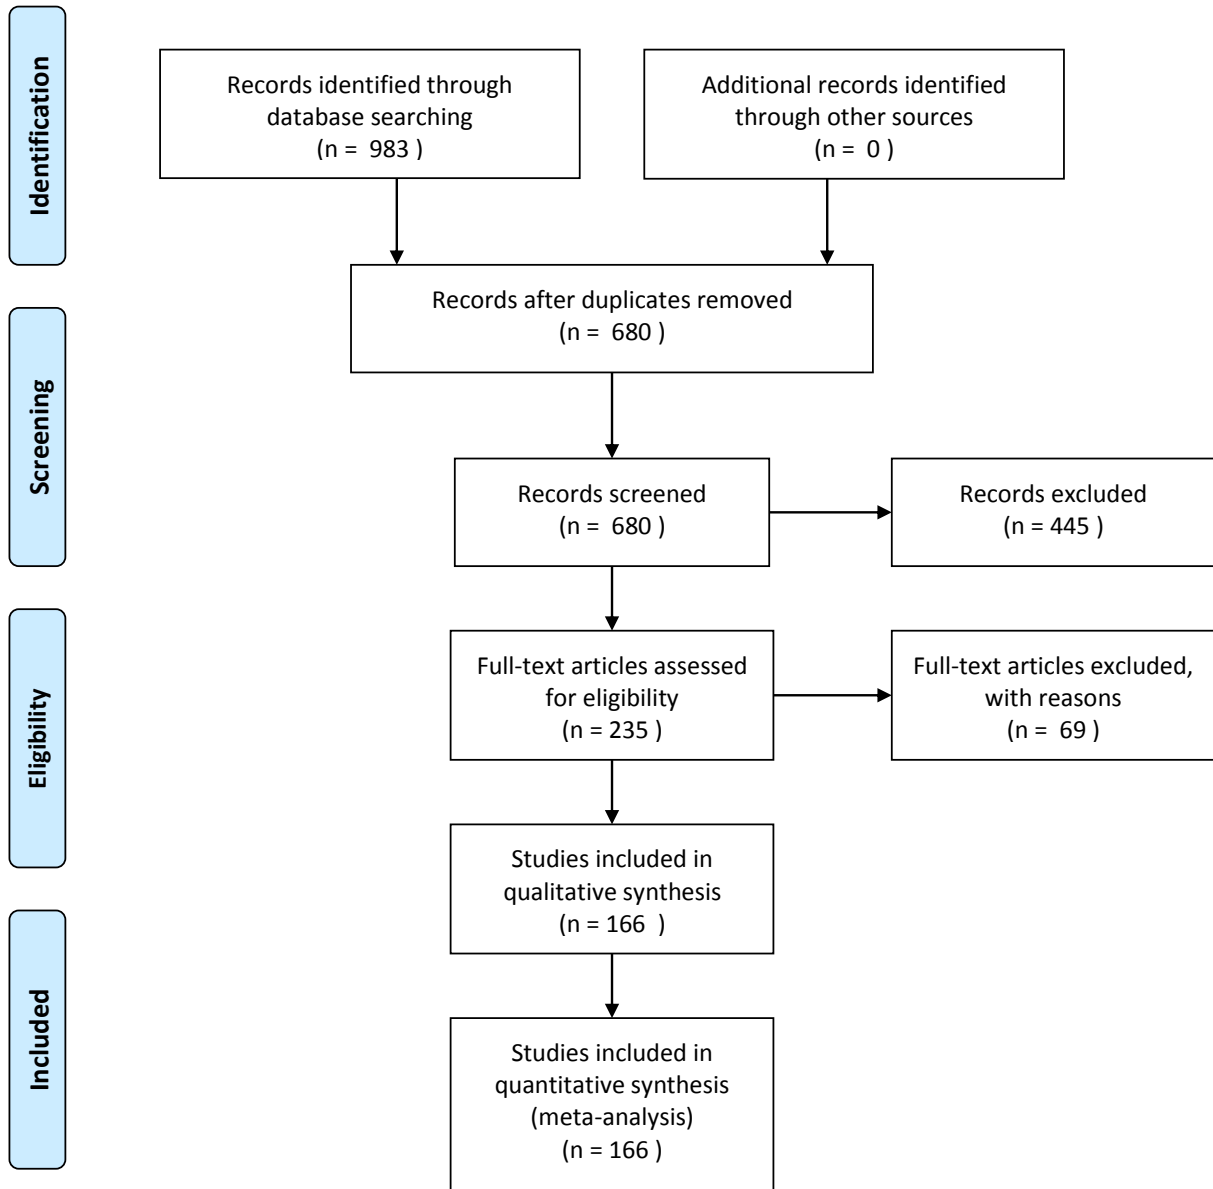 Identification
Records identified through
database searching
(n = 983 )
Additional records identified
through other sources
(n = 0 )
Records after duplicates removed
(n = 680 )
Screening
Records screened
(n = 680 )
Records excluded
(n = 445 )
Eligibility
Full-text articles assessed
for eligibility
(n = 235 )
Full-text articles excluded,
with reasons
(n = 69 )
Studies included in
qualitative synthesis
(n = 166 )
Included
Studies included in
quantitative synthesis
(meta-analysis)
(n = 166 )